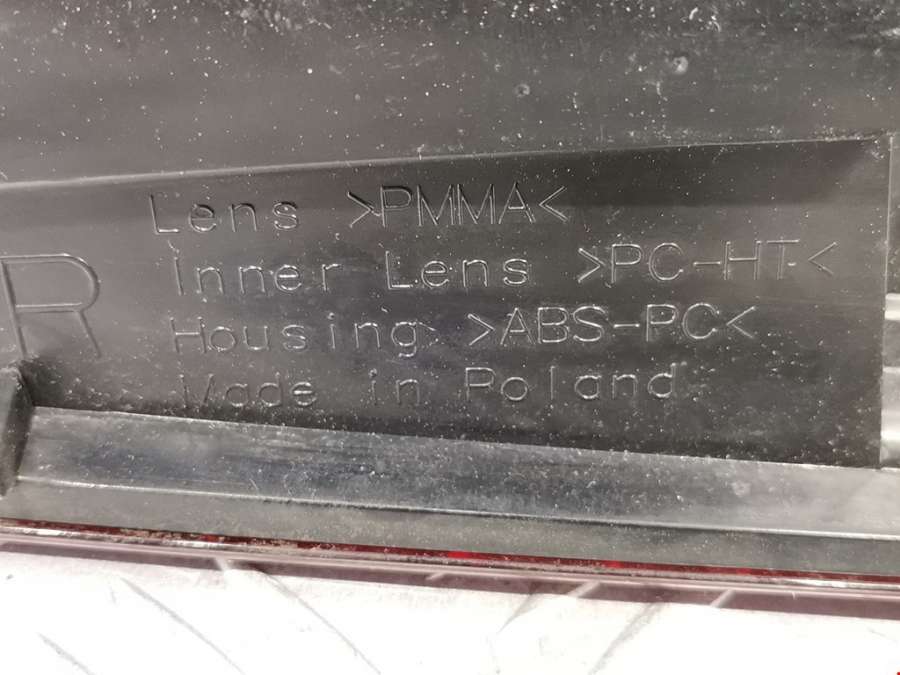 Lens >PMMA<
R
Inner Lens >PC-HT<
Housing >ABS-PC<
Made in Poland